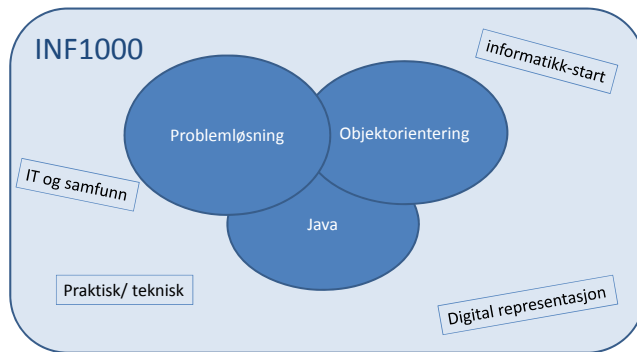 INF1000
informatikk-start
Problemløsning
Objektorientering
IT og samfunn
Java
Praktisk/ teknisk
Digital representasjon